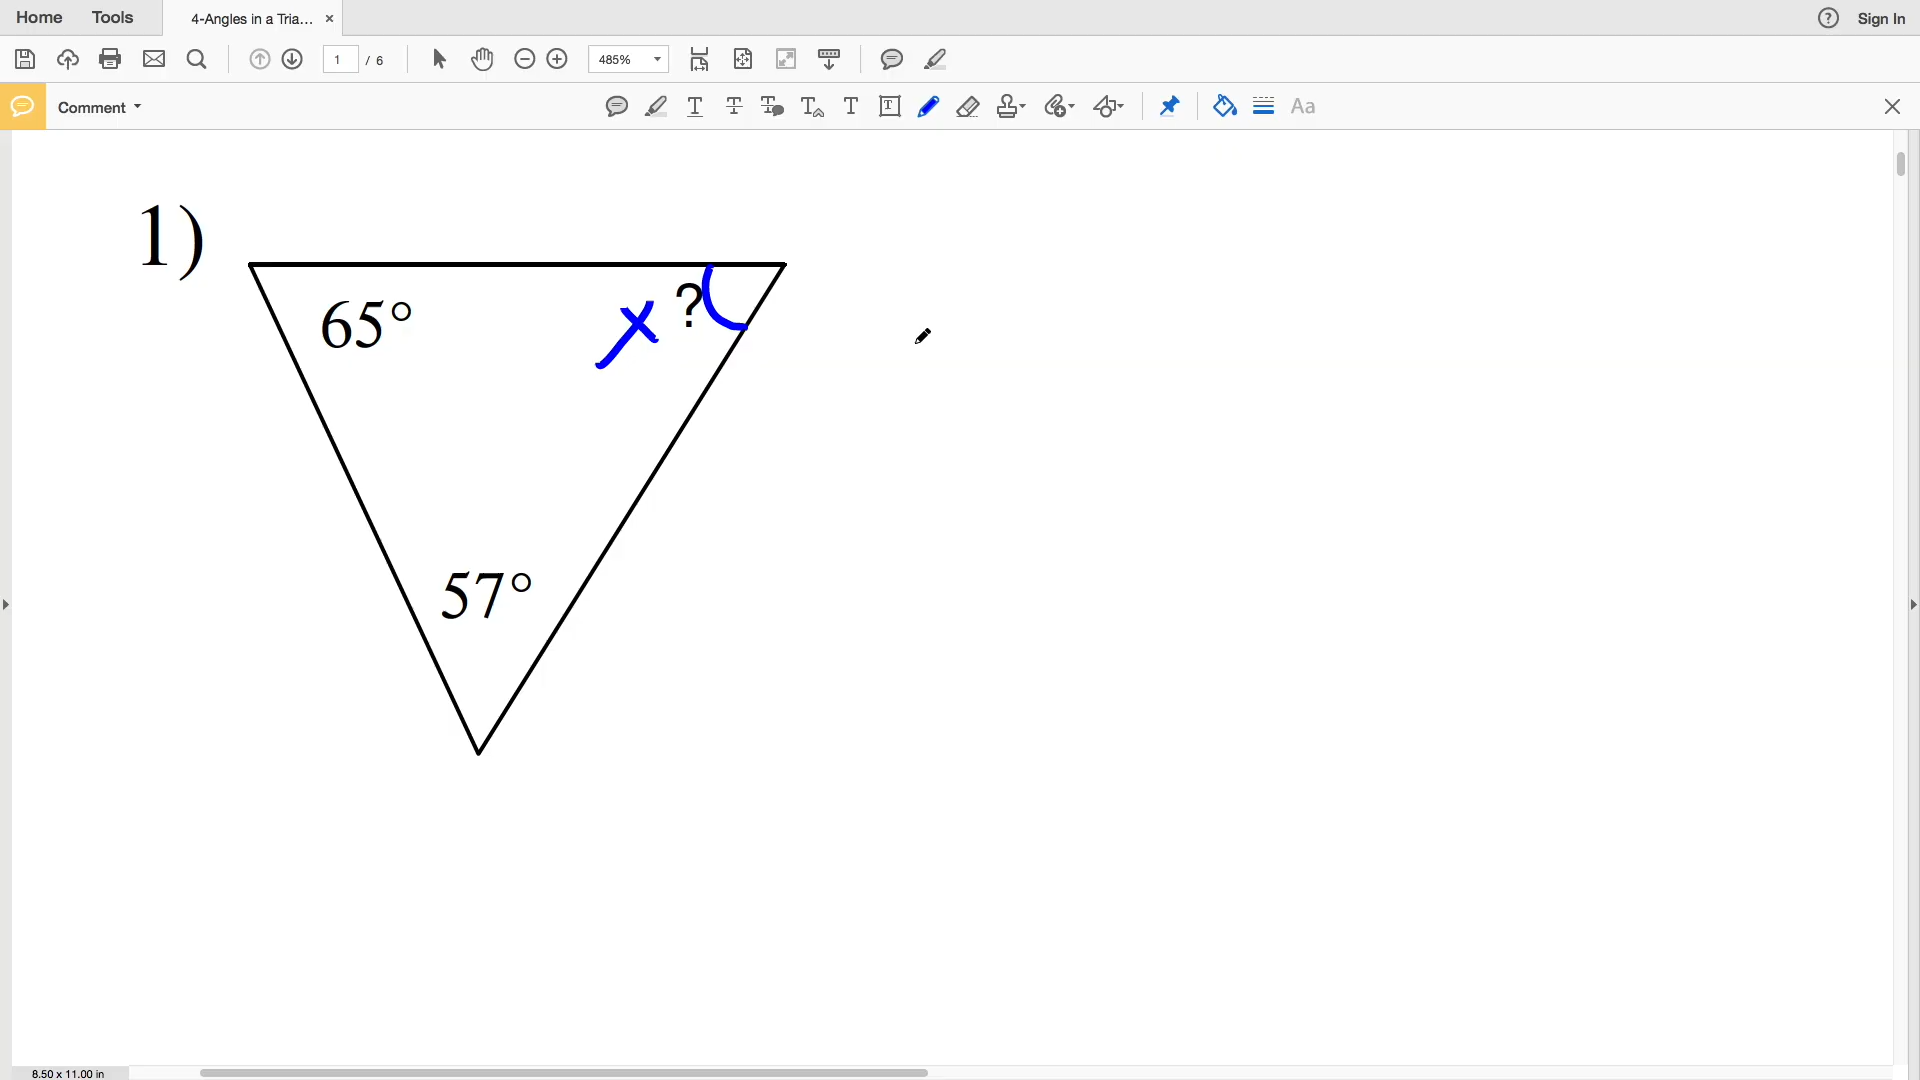 Home Tools 4-Angles in a Tria... × ? Sign In
1 / 6 485%
Comment T T T T T T Aa
1)
65° x ?
57°
8.50 x 11.00 in